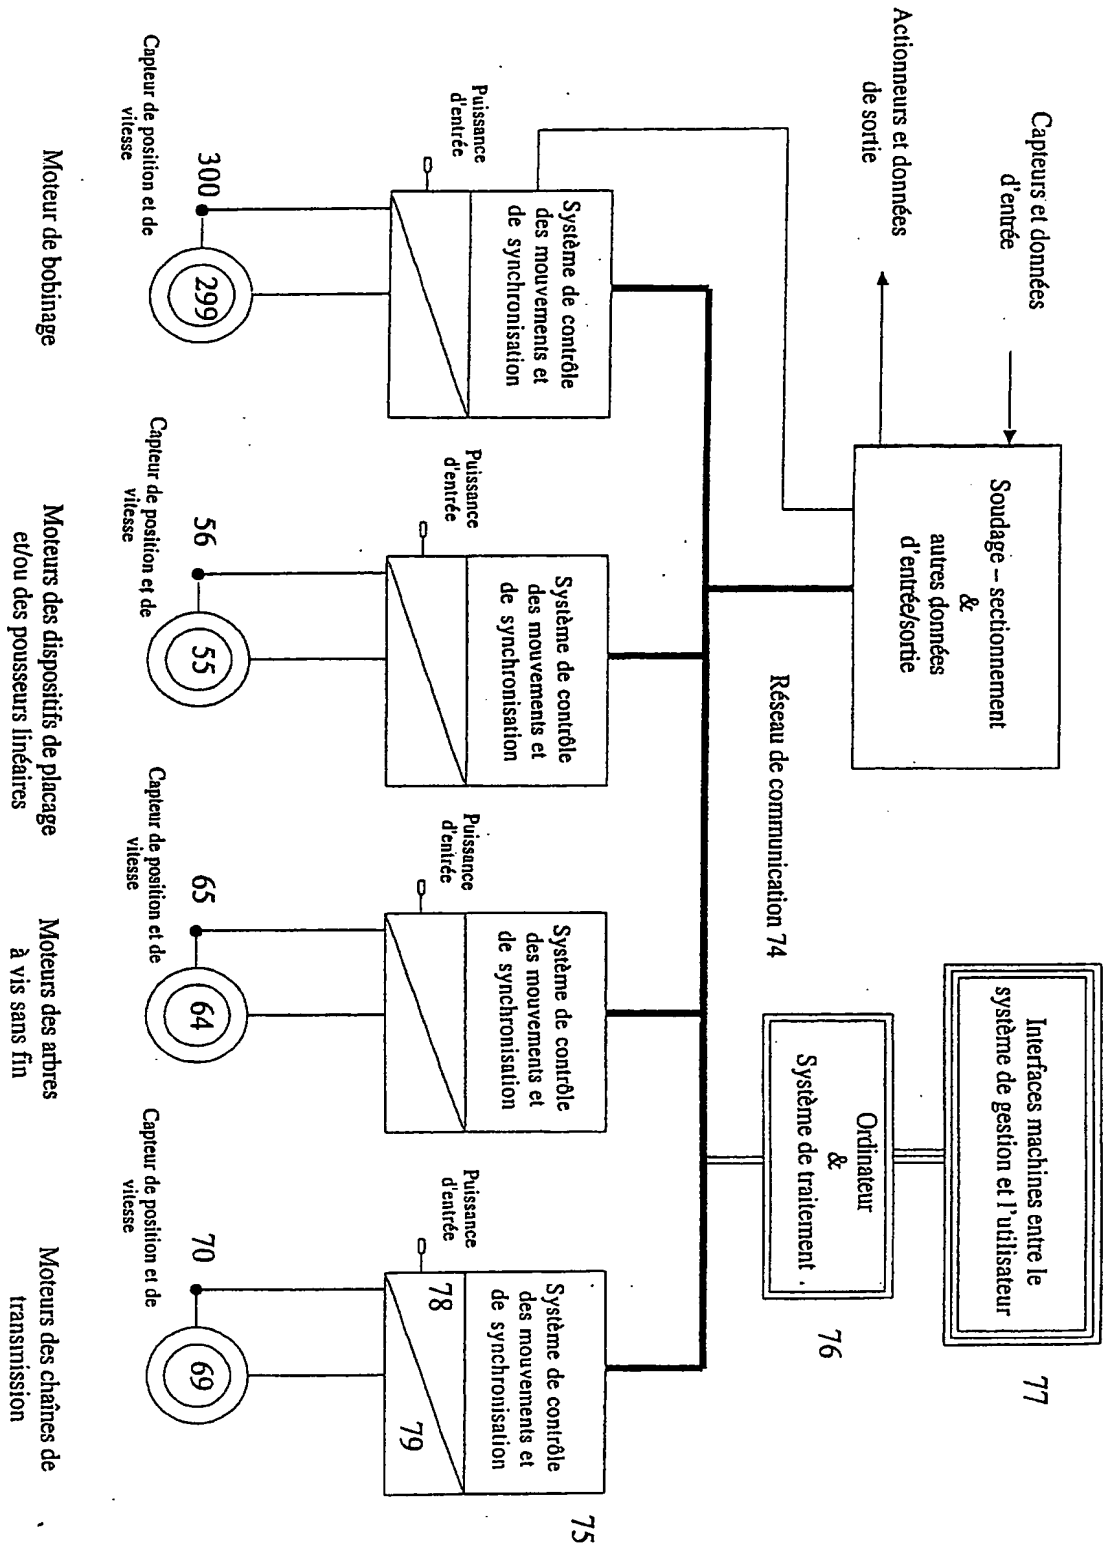 Capteurs et données
d'entrée
Actionneurs et données
de sortie
Soudage – sectionnement
&
autres données
d'entrée/sortie
Interfaces machines entre le
système de gestion et l'utilisateur
77
Ordinateur
&
Système de traitement
76
Réseau de communication 74
Système de contrôle
des mouvements et
de synchronisation
Puissance
d'entrée
300
299
Capteur de position et de
vitesse
Moteur de bobinage
Système de contrôle
des mouvements et
de synchronisation
Puissance
d'entrée
56
55
Capteur de position et de
vitesse
Moteurs des dispositifs de placage
et/ou des pousseurs linéaires
Système de contrôle
des mouvements et
de synchronisation
Puissance
d'entrée
65
64
Capteur de position et de
vitesse
Moteurs des arbres
à vis sans fin
Système de contrôle
des mouvements et
de synchronisation
75
Puissance
d'entrée
78
79
70
69
Capteur de position et de
vitesse
Moteurs des chaînes de
transmission